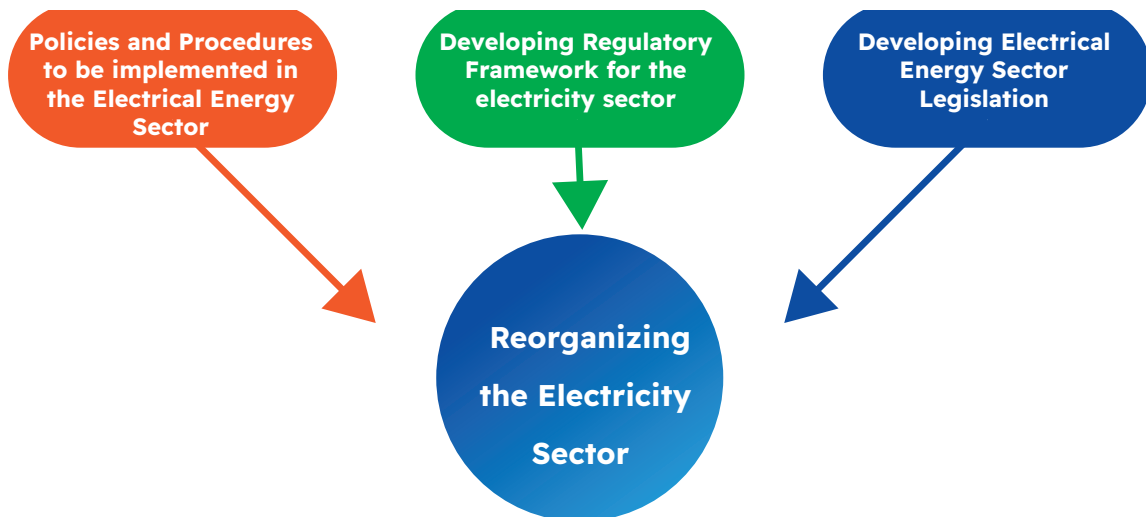 Policies and Procedures
to be implemented in
the Electrical Energy
Sector
Developing Regulatory
Framework for the
electricity sector
Developing Electrical
Energy Sector
Legislation
Reorganizing
the Electricity
Sector